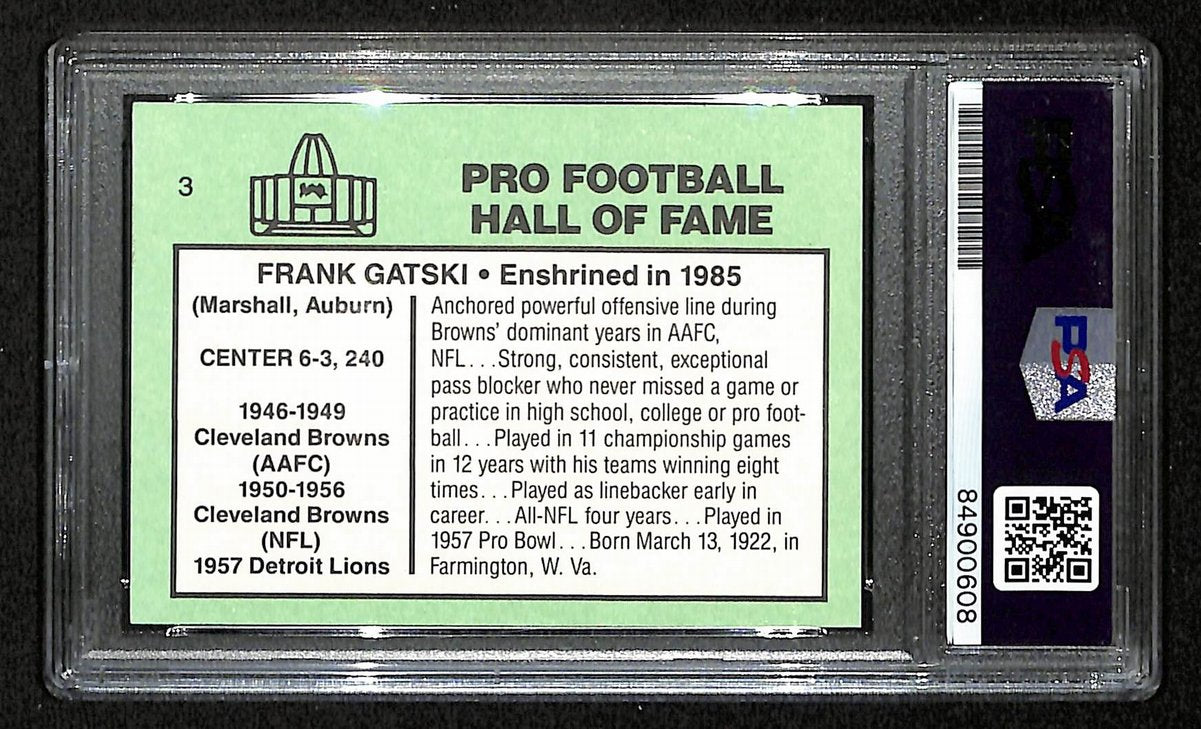 3
PRO FOOTBALL
HALL OF FAME
FRANK GATSKI • Enshrined in 1985
(Marshall, Auburn)
CENTER 6-3, 240
1946-1949
Cleveland Browns
(AAFC)
1950-1956
Cleveland Browns
(NFL)
1957 Detroit Lions
Anchored powerful offensive line during
Browns' dominant years in AAFC,
NFL...Strong, consistent, exceptional
pass blocker who never missed a game or
practice in high school, college or pro foot-
ball...Played in 11 championship games
in 12 years with his teams winning eight
times...Played as linebacker early in
career...All-NFL four years...Played in
1957 Pro Bowl...Born March 13, 1922, in
Farmington, W. Va.
PSA
PSA
84900608